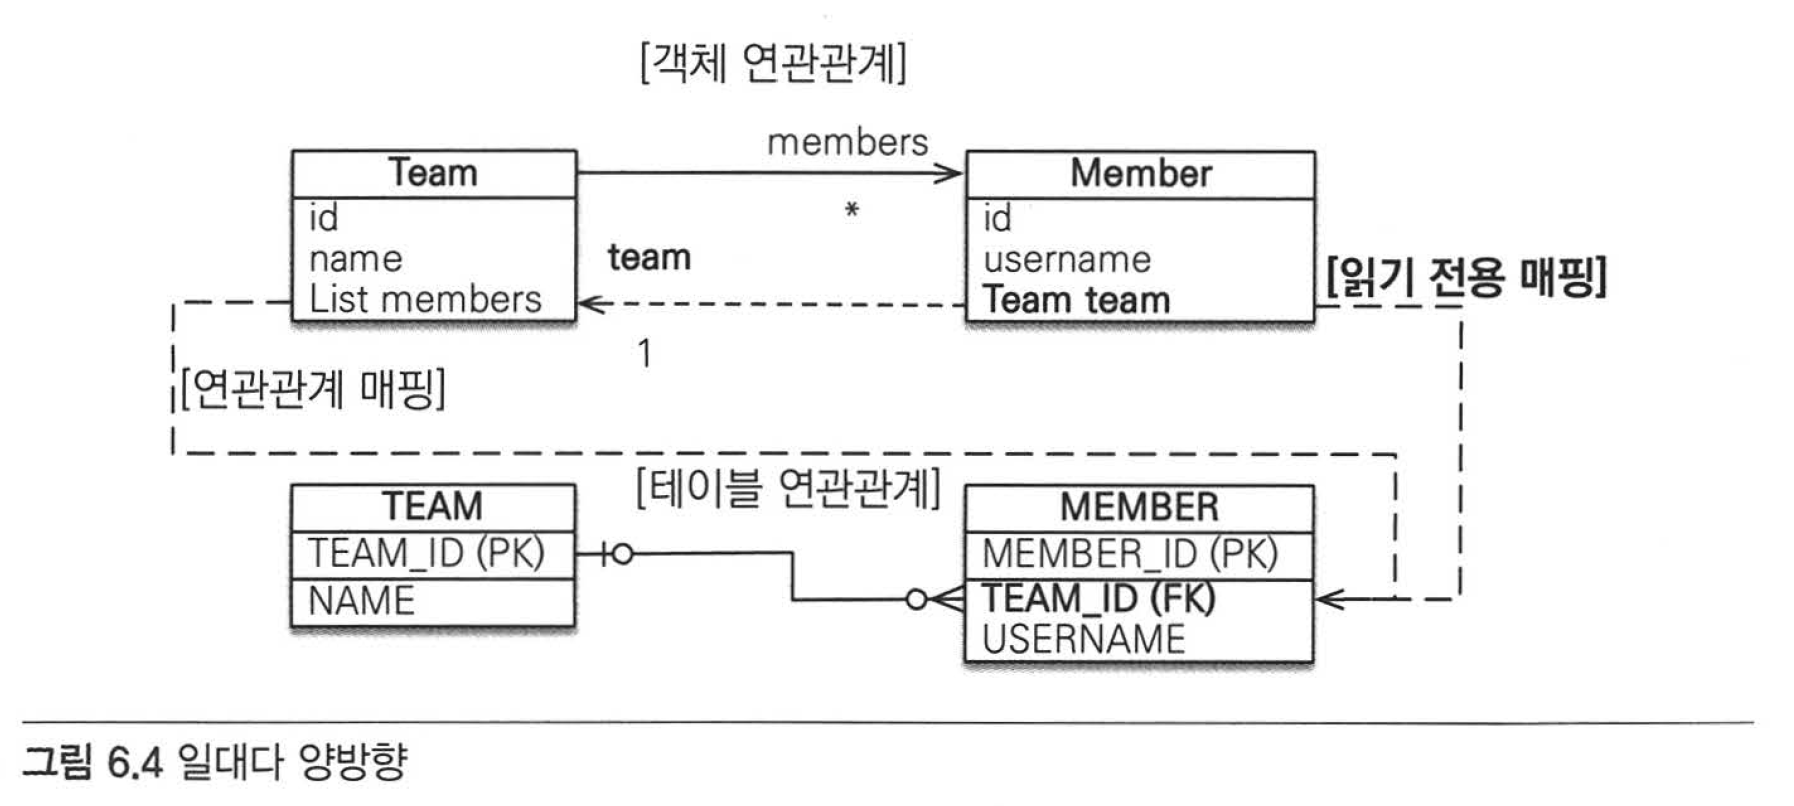 [객체 연관관계]
members
Team
id
name
List members
*
team
1
Member
id
username
Team team
[읽기 전용 매핑]
[연관관계 매핑]
[테이블 연관관계]
TEAM
TEAM_ID (PK)
NAME
MEMBER
MEMBER_ID (PK)
TEAM_ID (FK)
USERNAME
그림 6.4 일대다 양방향